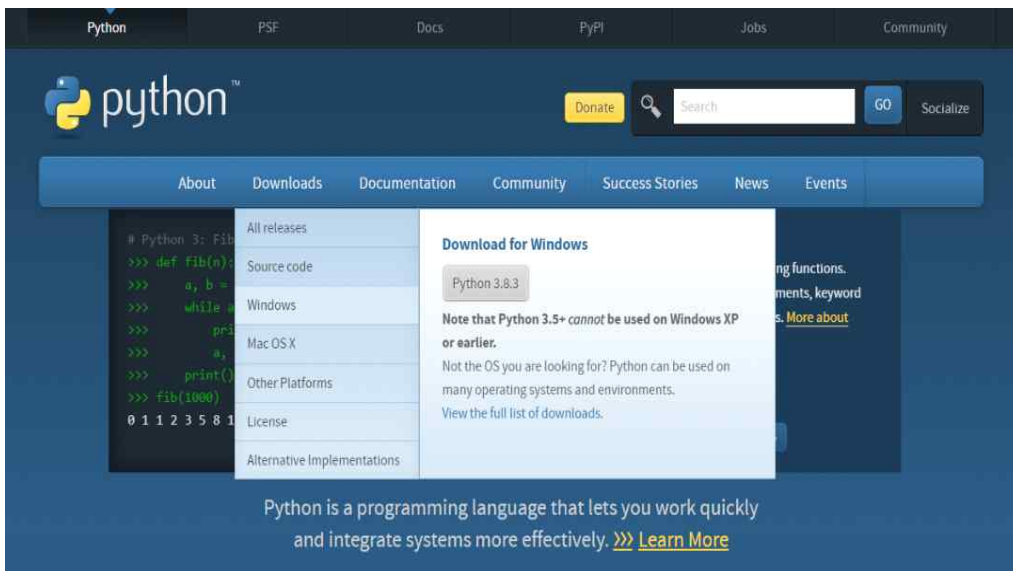 Python PSF Docs PyPI Jobs Community
python™
Donate Search GO Socialize
About Downloads Documentation Community Success Stories News Events
All releases
Source code
Windows
Mac OS X
Other Platforms
License
Alternative Implementations
Download for Windows
Python 3.8.3
Note that Python 3.5+ cannot be used on Windows XP
or earlier.
Not the OS you are looking for? Python can be used on
many operating systems and environments.
View the full list of downloads.
# Python 3: Fib
>>> def fib(n):
>>> a, b =
>>> while a
>>> pri
>>> a,
>>> print()
>>> fib(1000)
0 1 1 2 3 5 8 1
ng functions.
ments, keyword
s. More about
Python is a programming language that lets you work quickly
and integrate systems more effectively. >>> Learn More